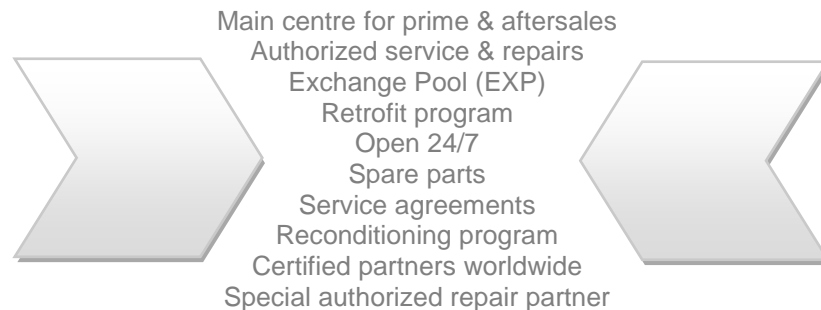 Main centre for prime & aftersales
Authorized service & repairs
Exchange Pool (EXP)
Retrofit program
Open 24/7
Spare parts
Service agreements
Reconditioning program
Certified partners worldwide
Special authorized repair partner